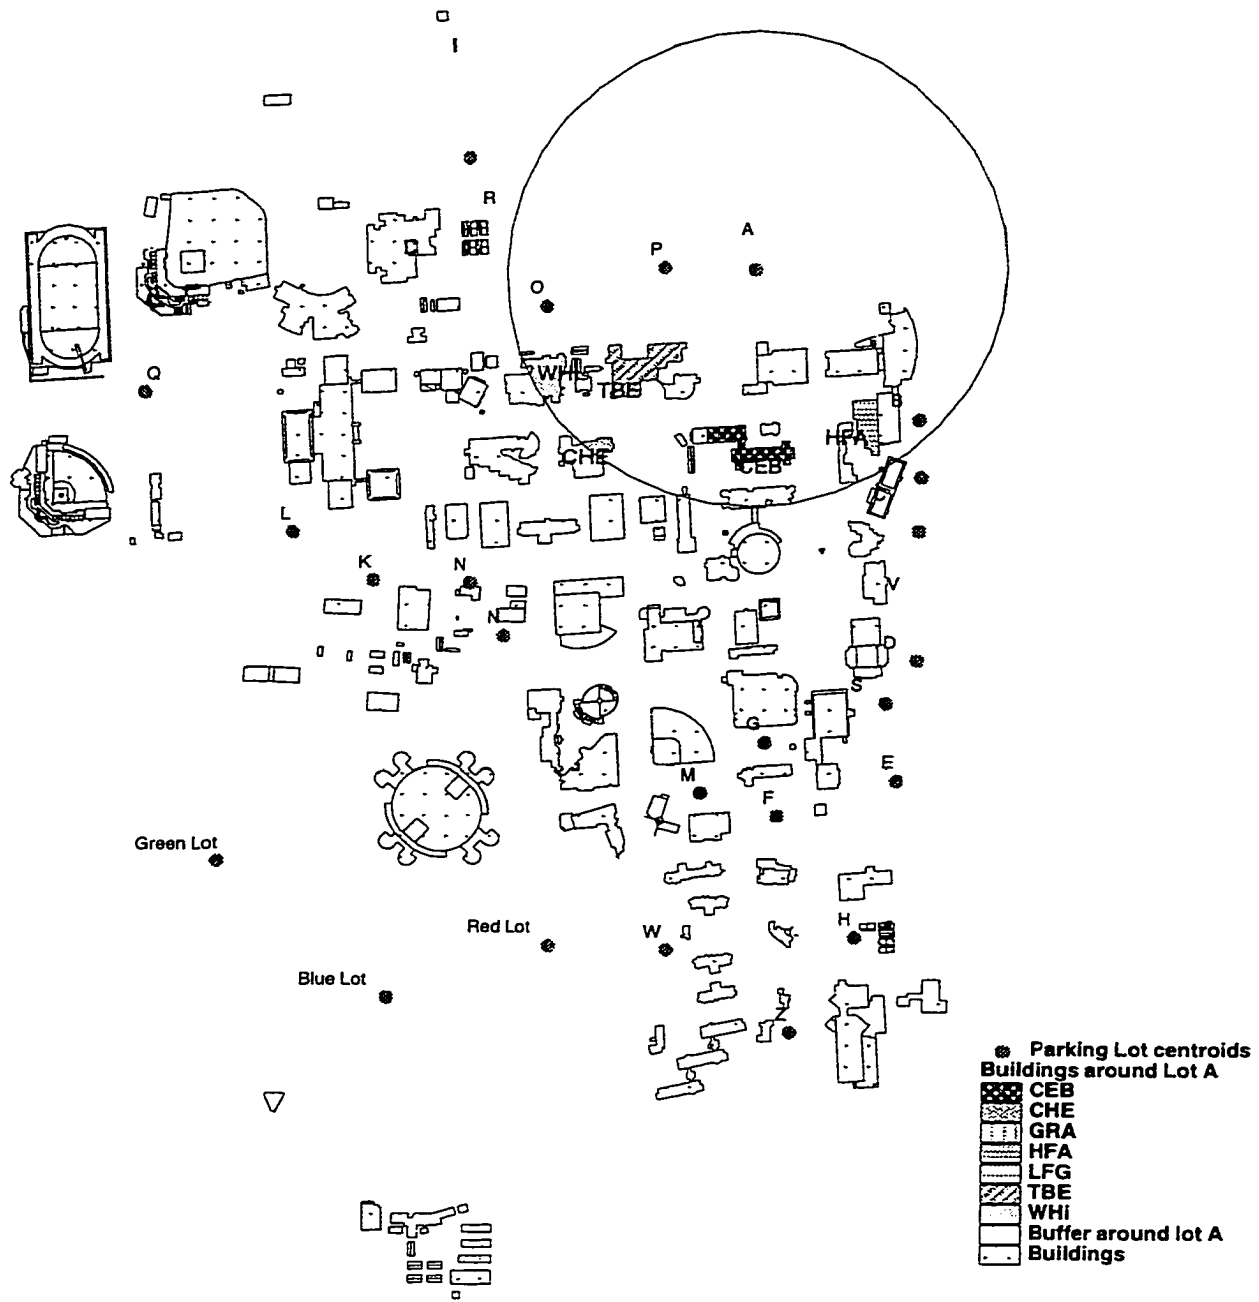 R
A
P
O
Q
WHi
TBE
B
HFA
CHE
CEB
L
K
N
V
N
D
S
G
E
M
F
Green Lot
H
Red Lot
W
Blue Lot
Z
Parking Lot centroids
Buildings around Lot A
CEB
CHE
GRA
HFA
LFG
TBE
WHi
Buffer around lot A
Buildings